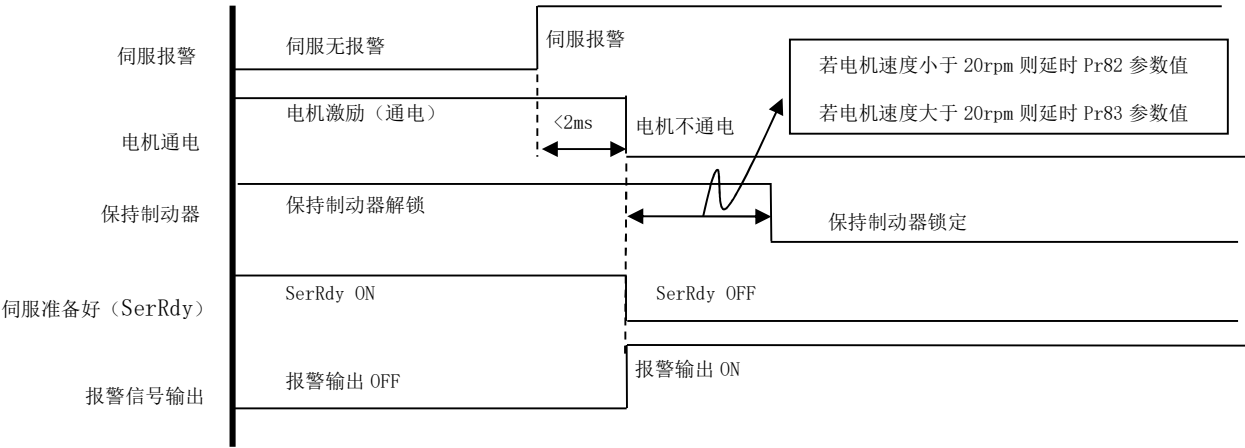 伺服报警
伺服无报警
伺服报警
若电机速度小于 20rpm 则延时 Pr82 参数值
若电机速度大于 20rpm 则延时 Pr83 参数值
电机通电
电机激励（通电）
<2ms
电机不通电
保持制动器
保持制动器解锁
保持制动器锁定
伺服准备好（SerRdy）
SerRdy ON
SerRdy OFF
报警信号输出
报警输出 OFF
报警输出 ON